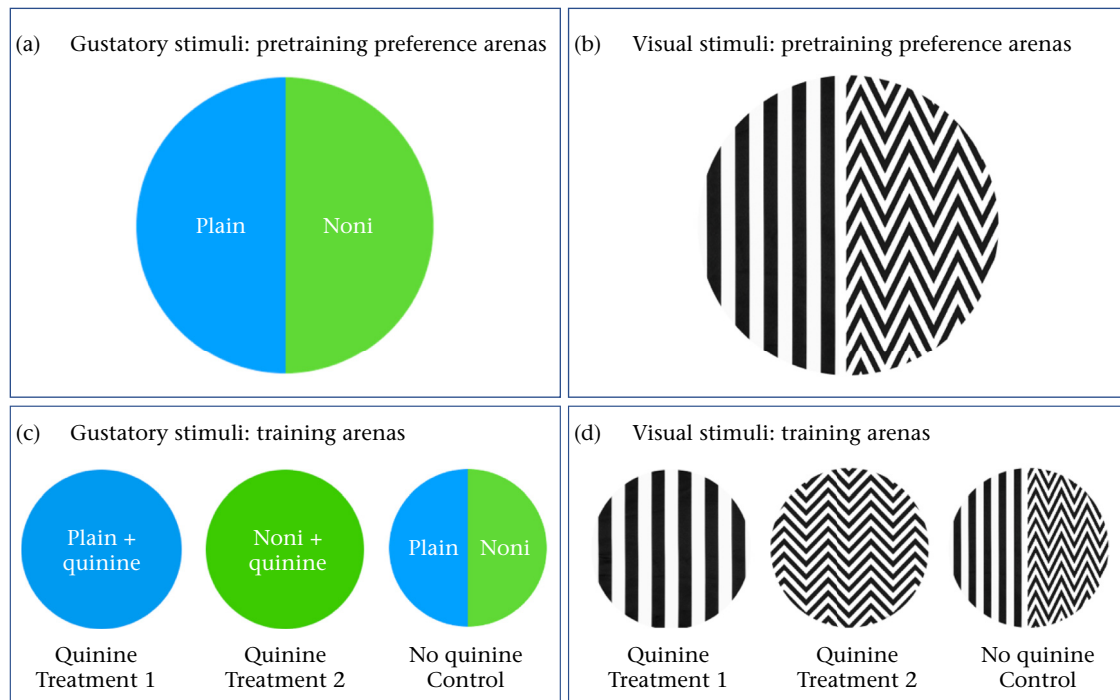 (a) Gustatory stimuli: pretraining preference arenas
Plain
Noni
(b) Visual stimuli: pretraining preference arenas
(c) Gustatory stimuli: training arenas
Plain +
quinine
Noni +
quinine
Plain
Noni
Quinine
Treatment 1
Quinine
Treatment 2
No quinine
Control
(d) Visual stimuli: training arenas
Quinine
Treatment 1
Quinine
Treatment 2
No quinine
Control